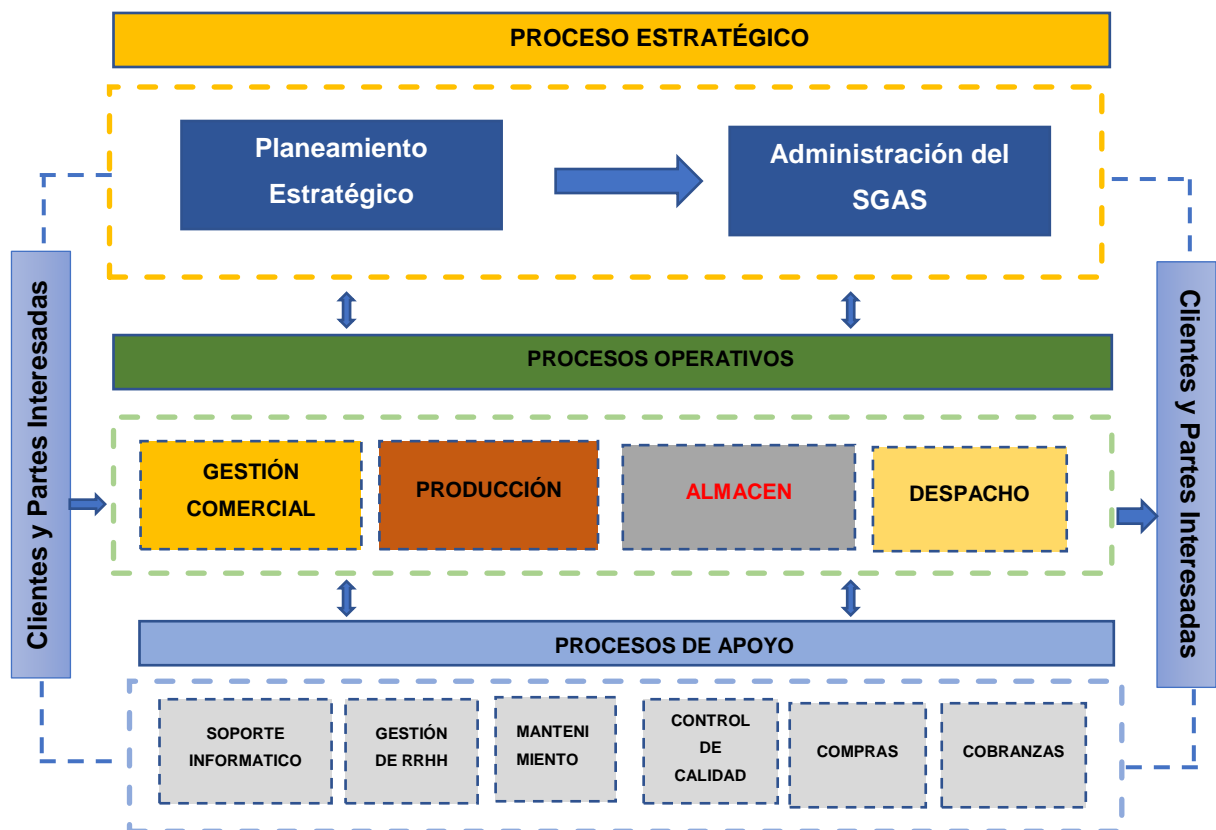 PROCESO ESTRATÉGICO
Planeamiento
Estratégico
Administración del
SGAS
Clientes y Partes Interesadas
Clientes y Partes Interesadas
PROCESOS OPERATIVOS
GESTIÓN
COMERCIAL
PRODUCCIÓN
ALMACEN
DESPACHO
PROCESOS DE APOYO
SOPORTE
INFORMATICO
GESTIÓN
DE RRHH
MANTENI
MIENTO
CONTROL
DE
CALIDAD
COMPRAS
COBRANZAS